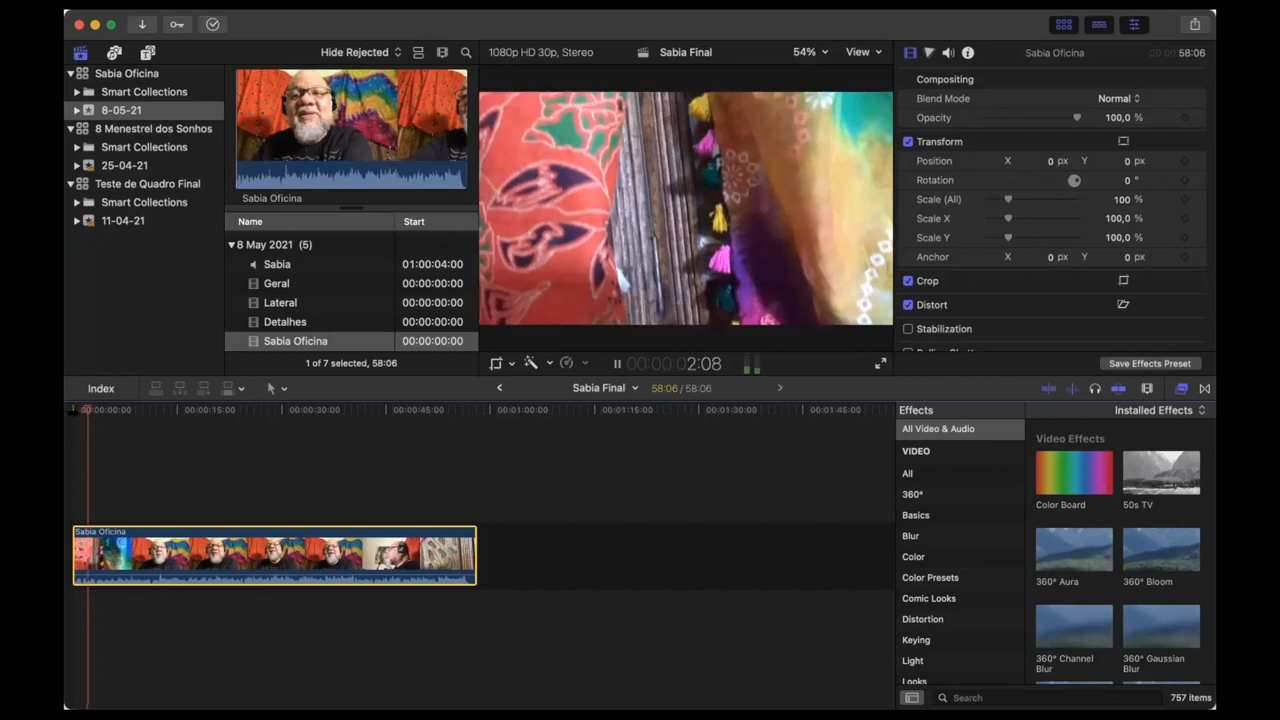 Hide Rejected
1080p HD 30p, Stereo
Sabia Final
54%
View
Sabia Oficina
58:06
Sabia Oficina
Smart Collections
8-05-21
8 Menestrel dos Sonhos
Smart Collections
25-04-21
Teste de Quadro Final
Smart Collections
11-04-21
Sabia Oficina
Name
Start
8 May 2021 (5)
Sabia
01:00:04:00
Geral
00:00:00:00
Lateral
00:00:00:00
Detalhes
00:00:00:00
Sabia Oficina
00:00:00:00
1 of 7 selected, 58:06
00:00:00:2:08
Compositing
Blend Mode
Normal
Opacity
100,0 %
Transform
Position
X
0 px
Y
0 px
Rotation
0 °
Scale (All)
100 %
Scale X
100,0 %
Scale Y
100,0 %
Anchor
X
0 px
Y
0 px
Crop
Distort
Stabilization
Save Effects Preset
Index
Sabia Final
58:06 / 58:06
00:00:00:00
00:00:15:00
00:00:30:00
00:00:45:00
00:01:00:00
00:01:15:00
00:01:30:00
00:01:45:00
Sabia Oficina
Effects
Installed Effects
All Video & Audio
VIDEO
All
360°
Basics
Blur
Color
Color Presets
Comic Looks
Distortion
Keying
Light
Looks
Video Effects
Color Board
50s TV
360° Aura
360° Bloom
360° Channel
Blur
360° Gaussian
Blur
Search
757 items